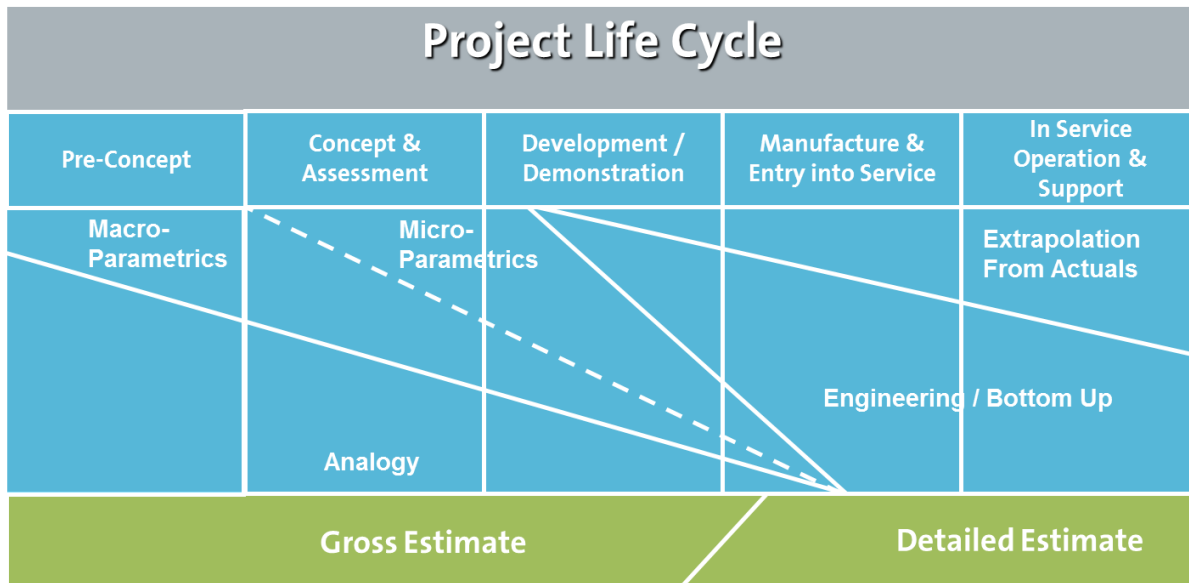 Project Life Cycle
Pre-Concept
Concept &
Assessment
Development /
Demonstration
Manufacture &
Entry into Service
In Service
Operation &
Support
Macro-
Parametrics
Micro-
Parametrics
Extrapolation
From Actuals
Engineering / Bottom Up
Analogy
Gross Estimate
Detailed Estimate